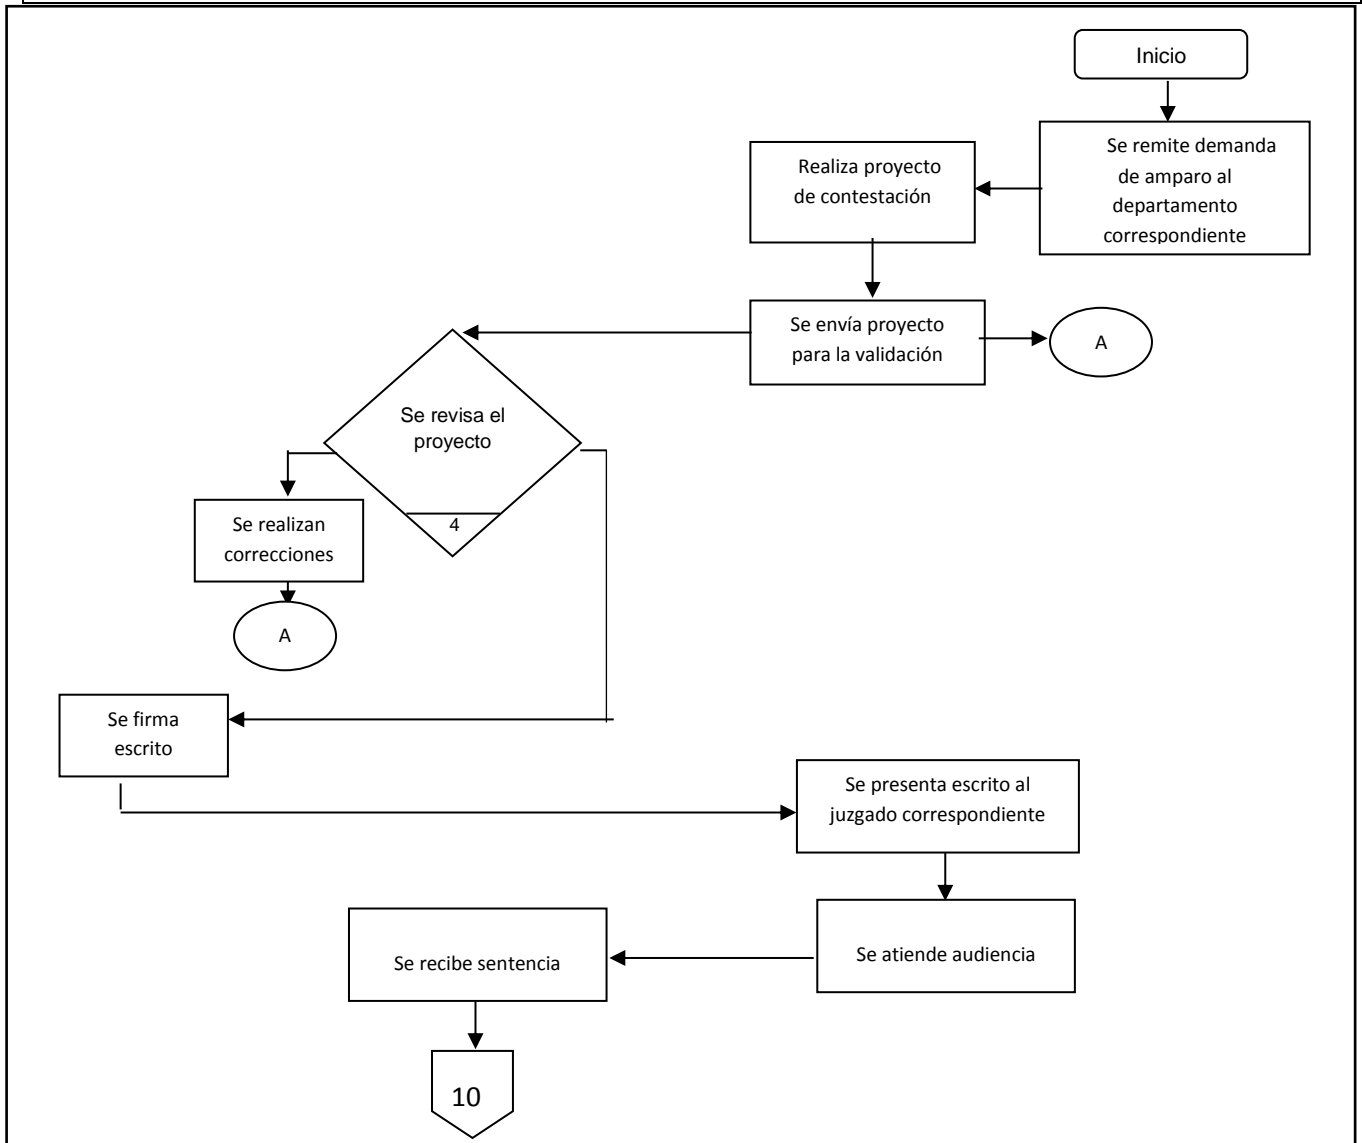 Inicio
Se remite demanda
de amparo al
departamento
correspondiente
Realiza proyecto
de contestación
Se envía proyecto
para la validación
A
Se revisa el
proyecto
4
Se realizan
correcciones
A
Se firma
escrito
Se presenta escrito al
juzgado correspondiente
Se atiende audiencia
Se recibe sentencia
10